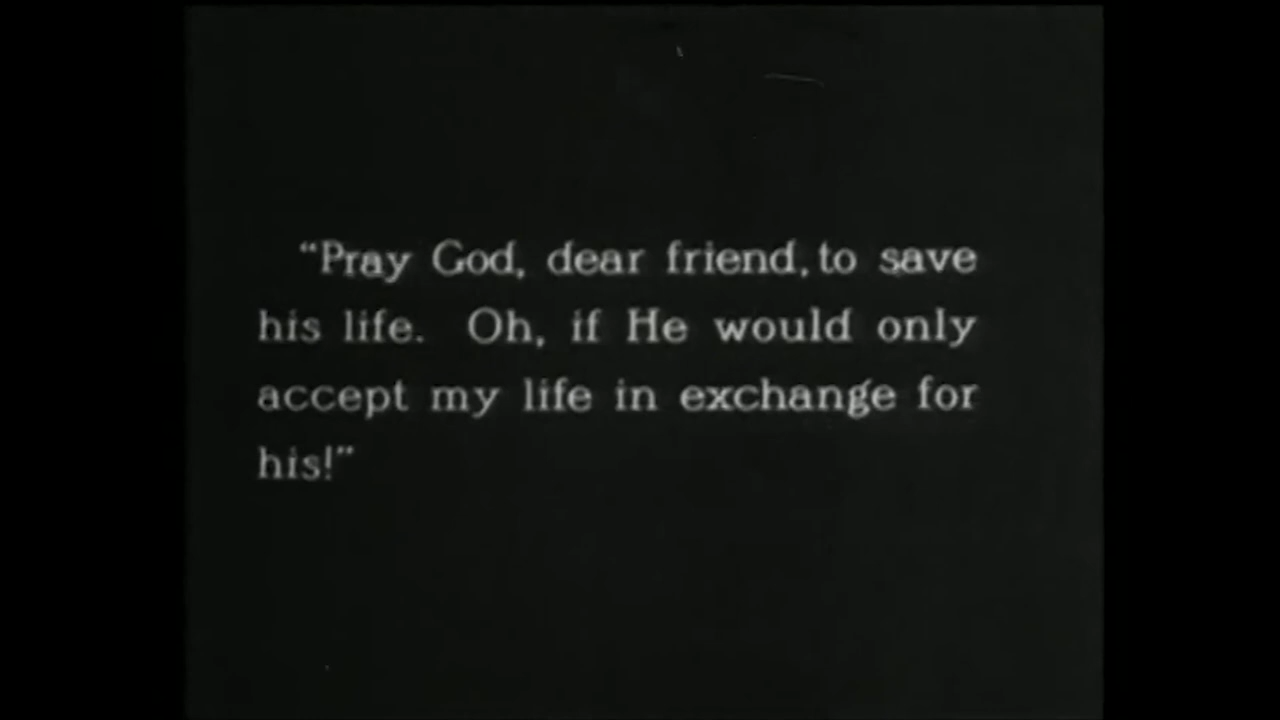 “Pray God, dear friend, to save
his life. Oh, if He would only
accept my life in exchange for
his!”